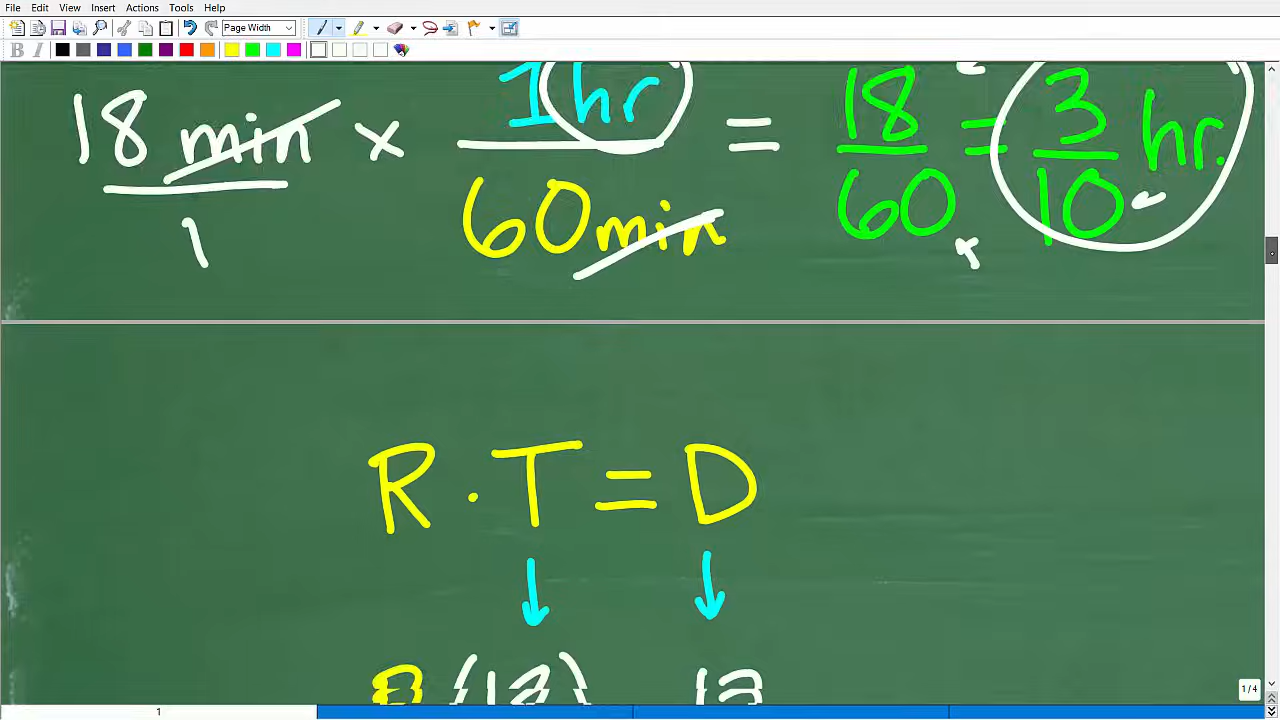 File Edit View Insert Actions Tools Help
Page Width
B I
18 min/1 x 1 hr/60 min = 18/60 = 3/10 hr.
R · T = D
1/4
1